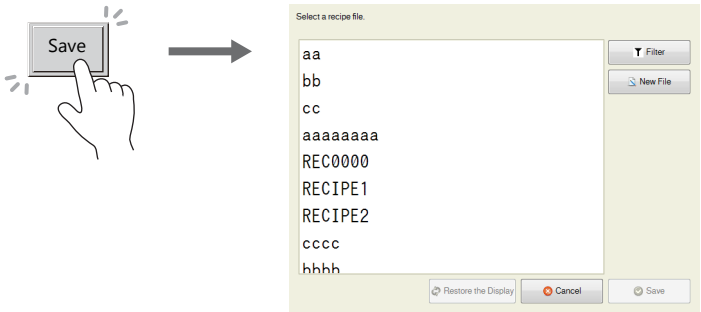 Save
Select a recipe file.
aa
bb
cc
aaaaaaaa
REC0000
RECIPE1
RECIPE2
cccc
Filter
New File
Restore the Display
Cancel
Save